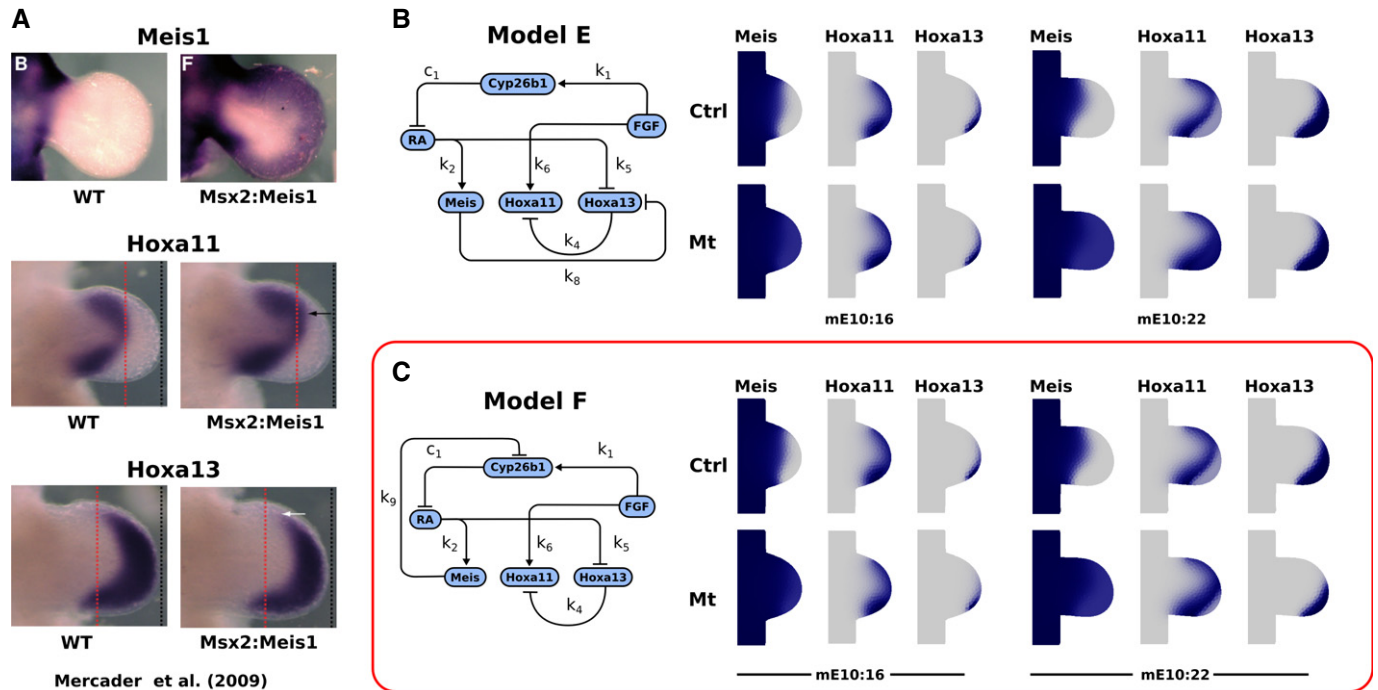 A
Meis1
B
F
WT
Msx2:Meis1
Hoxa11
WT
Msx2:Meis1
Hoxa13
WT
Msx2:Meis1
Mercader et al. (2009)
B
Model E
c1
Cyp26b1
k1
RA
FGF
k2
k6
k5
Meis
Hoxa11
Hoxa13
k4
k8
Meis
Hoxa11
Hoxa13
Meis
Hoxa11
Hoxa13
Ctrl
Mt
mE10:16
mE10:22
C
Model F
c1
Cyp26b1
k1
k9
RA
FGF
k2
k6
k5
Meis
Hoxa11
Hoxa13
k4
Meis
Hoxa11
Hoxa13
Meis
Hoxa11
Hoxa13
Ctrl
Mt
mE10:16
mE10:22